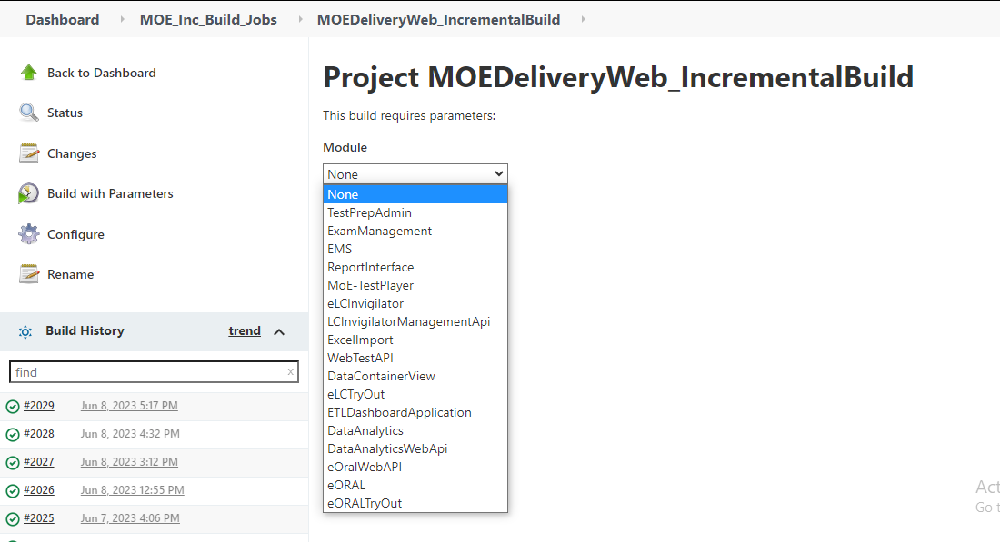 Dashboard MOE_Inc_Build_Jobs MOEDeliveryWeb_IncrementalBuild
Back to Dashboard
Status
Changes
Build with Parameters
Configure
Rename
Build History trend
find x
#2029 Jun 8, 2023 5:17 PM
#2028 Jun 8, 2023 4:32 PM
#2027 Jun 8, 2023 3:12 PM
#2026 Jun 8, 2023 12:55 PM
#2025 Jun 7, 2023 4:06 PM
Project MOEDeliveryWeb_IncrementalBuild
This build requires parameters:
Module
None
None
TestPrepAdmin
ExamManagement
EMS
ReportInterface
MoE-TestPlayer
eLCInvigilator
LCInvigilatorManagementApi
ExcelImport
WebTestAPI
DataContainerView
eLCTryOut
ETLDashboardApplication
DataAnalytics
DataAnalyticsWebApi
eOralWebAPI
eORAL
eORALTryOut
Act
Go t